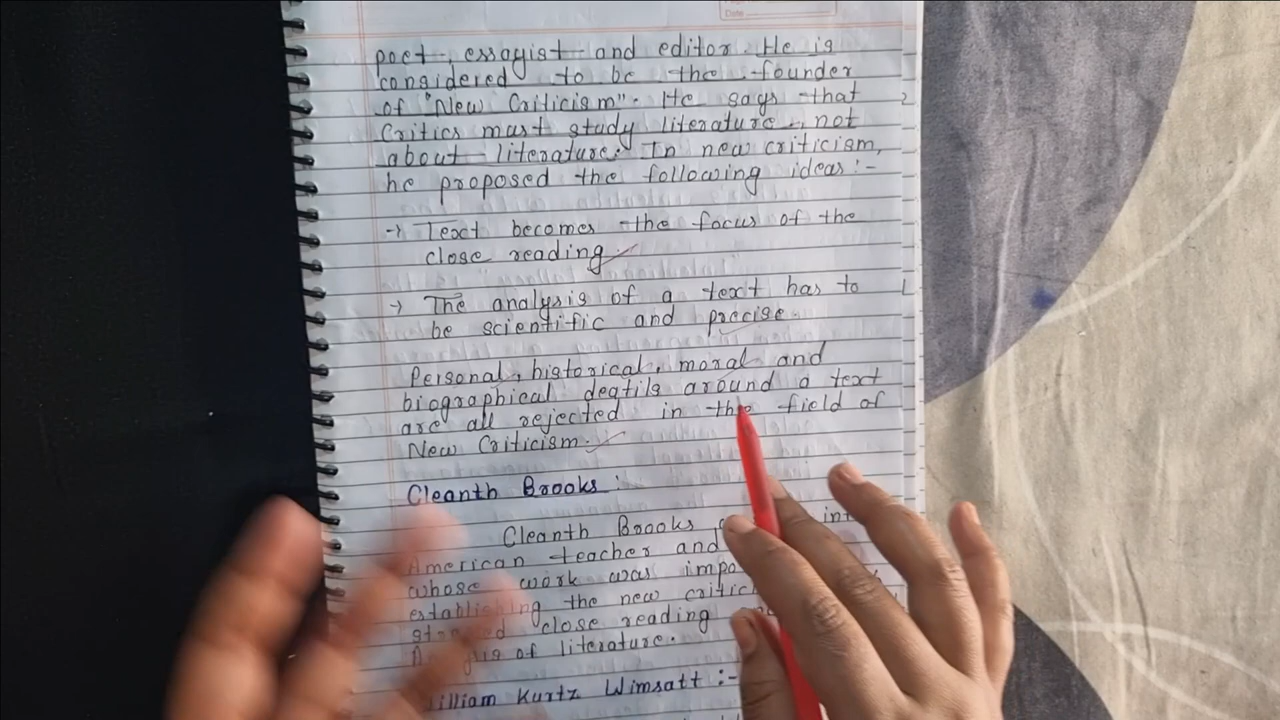 Date
poet, essayist and editor. He is
considered to be the founder
of "New Criticism". He says that
Critics must study literature, not
about literature. In new criticism,
he proposed the following ideas :-
→ Text becomes the focus of the
close reading.
→ The analysis of a text has to
be scientific and precise.
Personal, historical, moral and
biographical deatils around a text
are all rejected in the field of
New Criticism.
Cleanth Brooks :
Cleanth Brooks
American teacher and
whose work was
establishing the new
close reading
of literature.
Kurtz Wimsatt :-